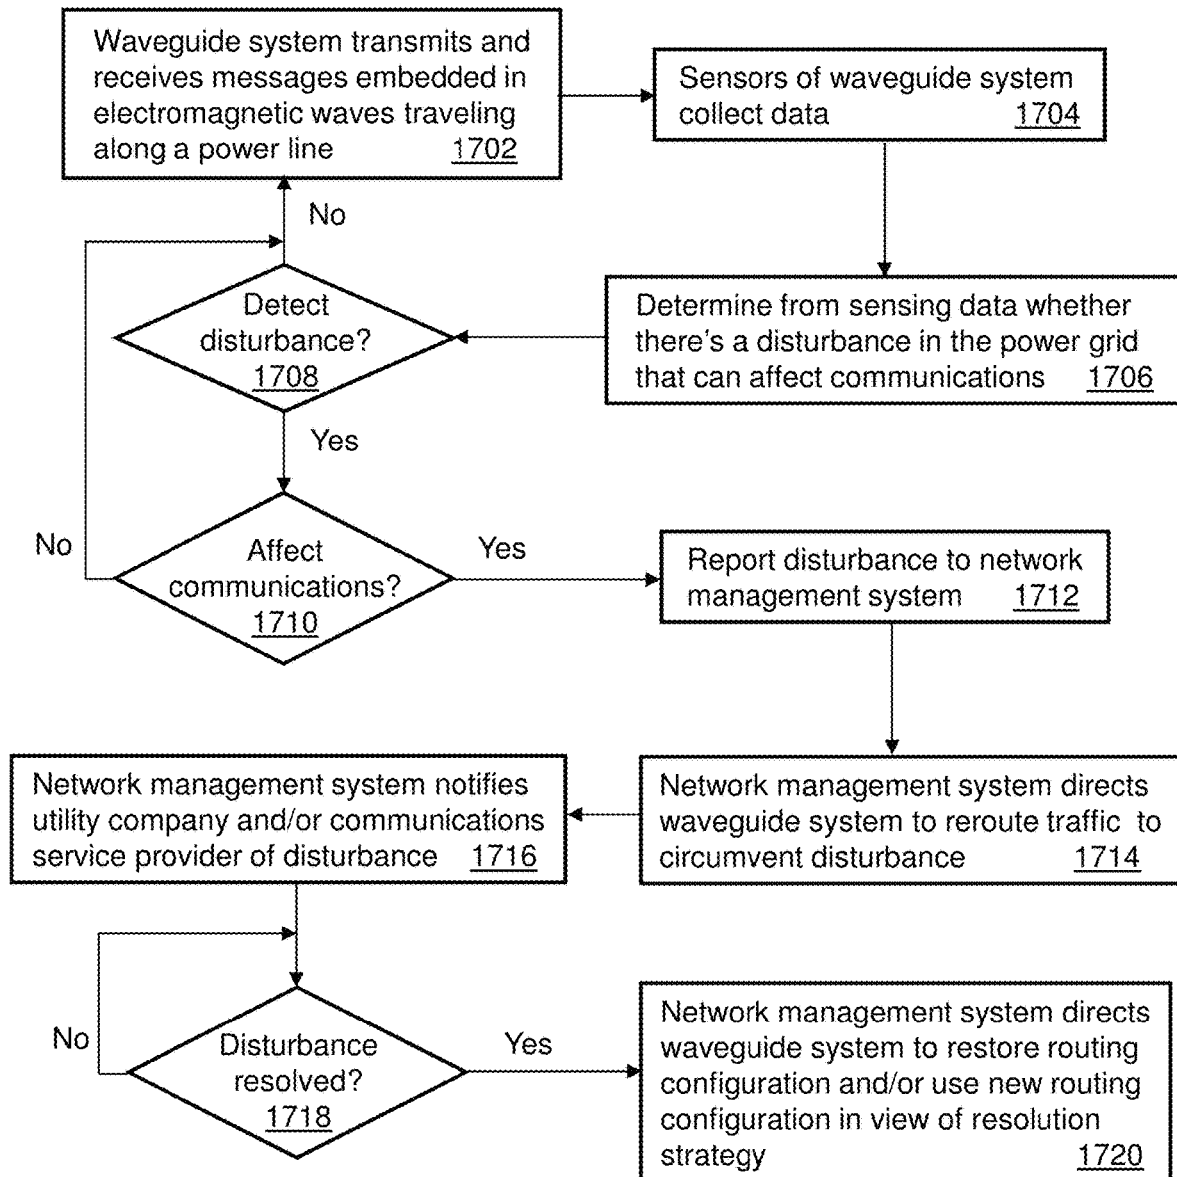 Waveguide system transmits and
receives messages embedded in
electromagnetic waves traveling
along a power line 1702
Sensors of waveguide system
collect data 1704
No
Detect
disturbance?
1708
Determine from sensing data whether
there's a disturbance in the power grid
that can affect communications 1706
Yes
No
Affect
communications?
1710
Yes
Report disturbance to network
management system 1712
Network management system notifies
utility company and/or communications
service provider of disturbance 1716
Network management system directs
waveguide system to reroute traffic to
circumvent disturbance 1714
No
Disturbance
resolved?
1718
Yes
Network management system directs
waveguide system to restore routing
configuration and/or use new routing
configuration in view of resolution
strategy 1720